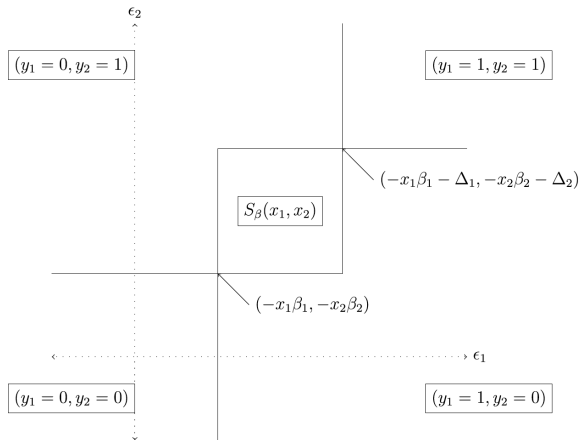 ϵ₂
(y₁ = 0, y₂ = 1)
(y₁ = 1, y₂ = 1)
(−x₁β₁ − Δ₁, −x₂β₂ − Δ₂)
S_β(x₁, x₂)
(−x₁β₁, −x₂β₂)
ϵ₁
(y₁ = 0, y₂ = 0)
(y₁ = 1, y₂ = 0)